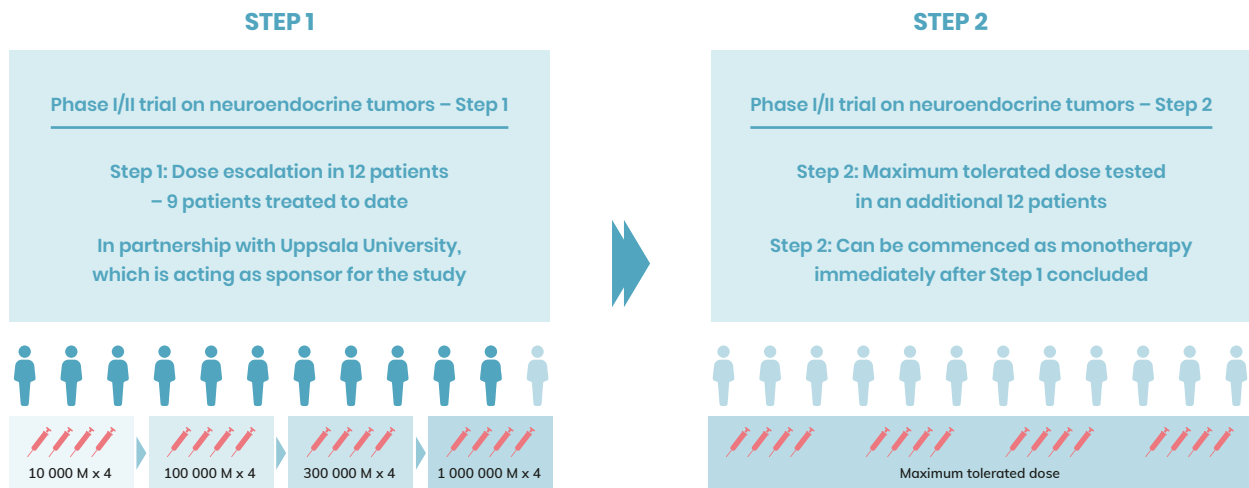 STEP 1
Phase I/II trial on neuroendocrine tumors – Step 1
Step 1: Dose escalation in 12 patients
– 9 patients treated to date
In partnership with Uppsala University,
which is acting as sponsor for the study
10 000 M x 4
100 000 M x 4
300 000 M x 4
1 000 000 M x 4
STEP 2
Phase I/II trial on neuroendocrine tumors – Step 2
Step 2: Maximum tolerated dose tested
in an additional 12 patients
Step 2: Can be commenced as monotherapy
immediately after Step 1 concluded
Maximum tolerated dose